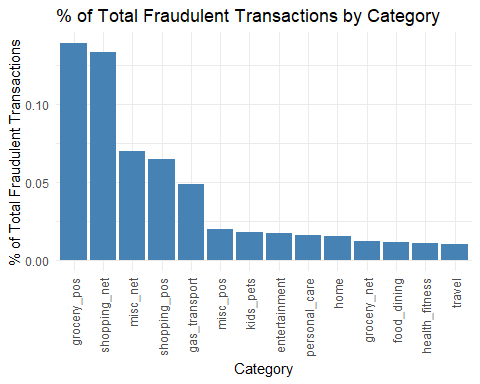 % of Total Fraudulent Transactions by Category
% of Total Fraudulent Transactions
0.10
0.05
0.00
grocery_pos
shopping_net
misc_net
shopping_pos
gas_transport
misc_pos
kids_pets
entertainment
personal_care
home
grocery_net
food_dining
health_fitness
travel
Category